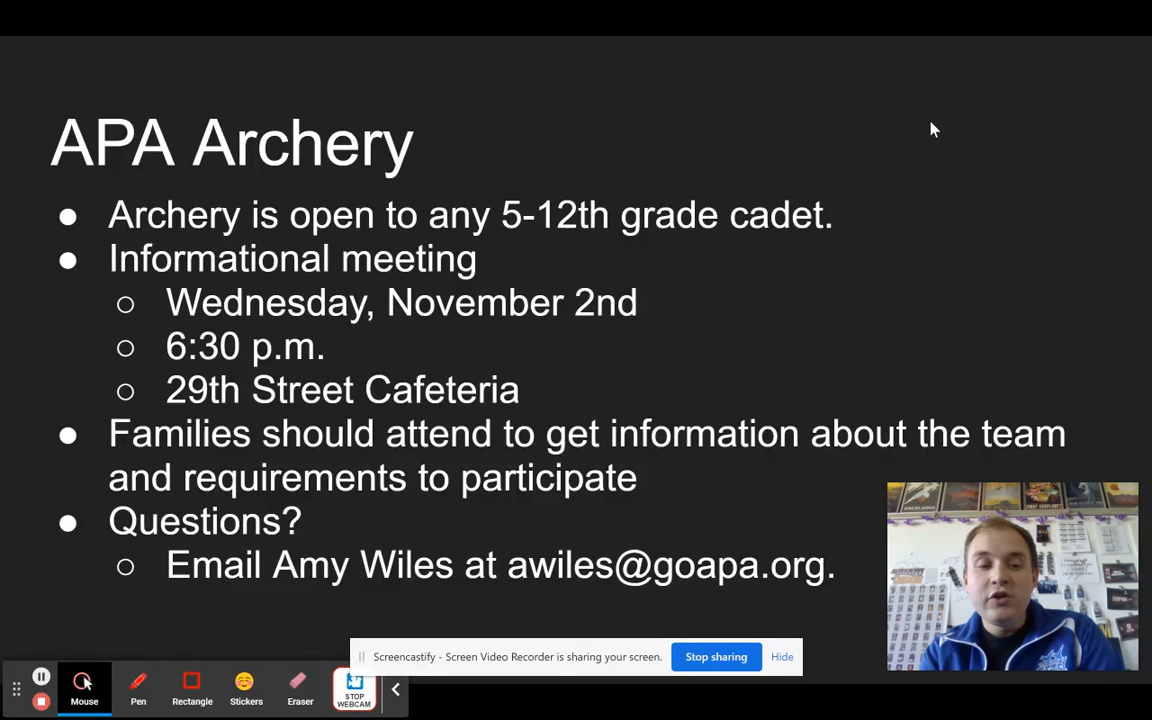 APA Archery
● Archery is open to any 5-12th grade cadet.
● Informational meeting
○ Wednesday, November 2nd
○ 6:30 p.m.
○ 29th Street Cafeteria
● Families should attend to get information about the team
and requirements to participate
● Questions?
○ Email Amy Wiles at awiles@goapa.org.
Screencastify - Screen Video Recorder is sharing your screen.
Stop sharing
Hide
Mouse
Pen
Rectangle
Stickers
Eraser
STOP
WEBCAM